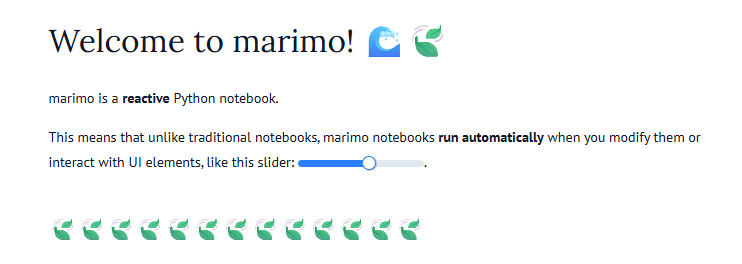 Welcome to marimo! 🌊🍃
marimo is a reactive Python notebook.
This means that unlike traditional notebooks, marimo notebooks run automatically when you modify them or
interact with UI elements, like this slider: .
🍃🍃🍃🍃🍃🍃🍃🍃🍃🍃🍃🍃🍃